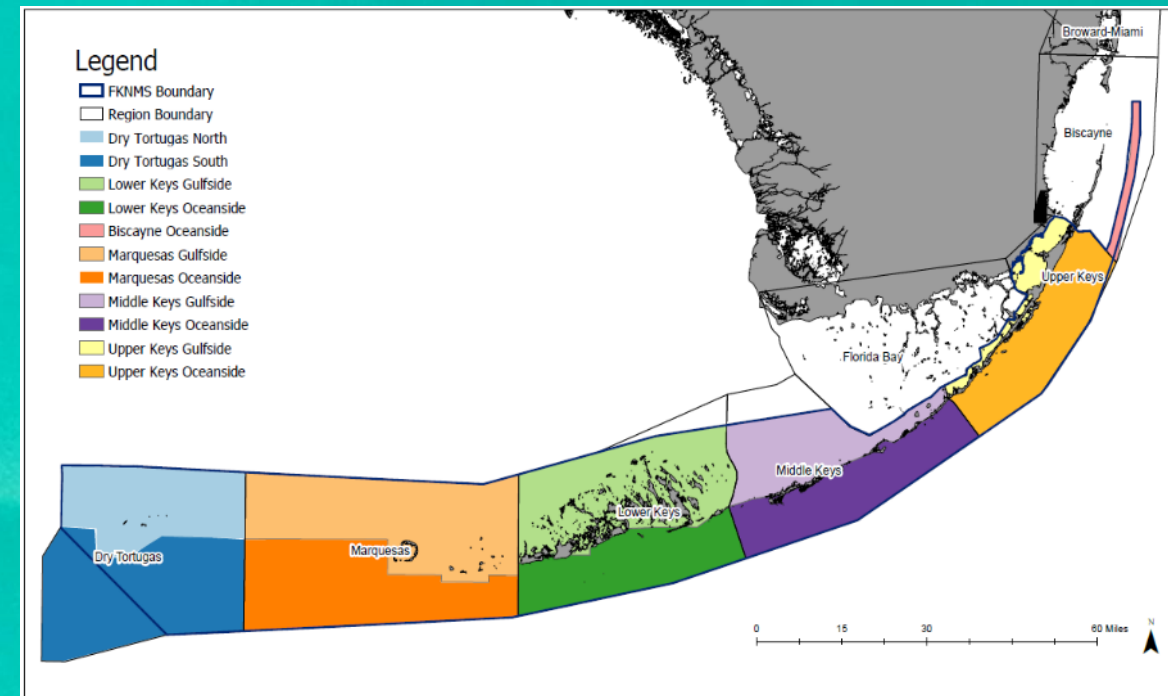 Legend
FKNMS Boundary
Region Boundary
Dry Tortugas North
Dry Tortugas South
Lower Keys Gulfside
Lower Keys Oceanside
Biscayne Oceanside
Marquesas Gulfside
Marquesas Oceanside
Middle Keys Gulfside
Middle Keys Oceanside
Upper Keys Gulfside
Upper Keys Oceanside
Broward-Miami
Biscayne
Upper Keys
Florida Bay
Middle Keys
Lower Keys
Marquesas
Dry Tortugas
0 15 30 60 Miles
N